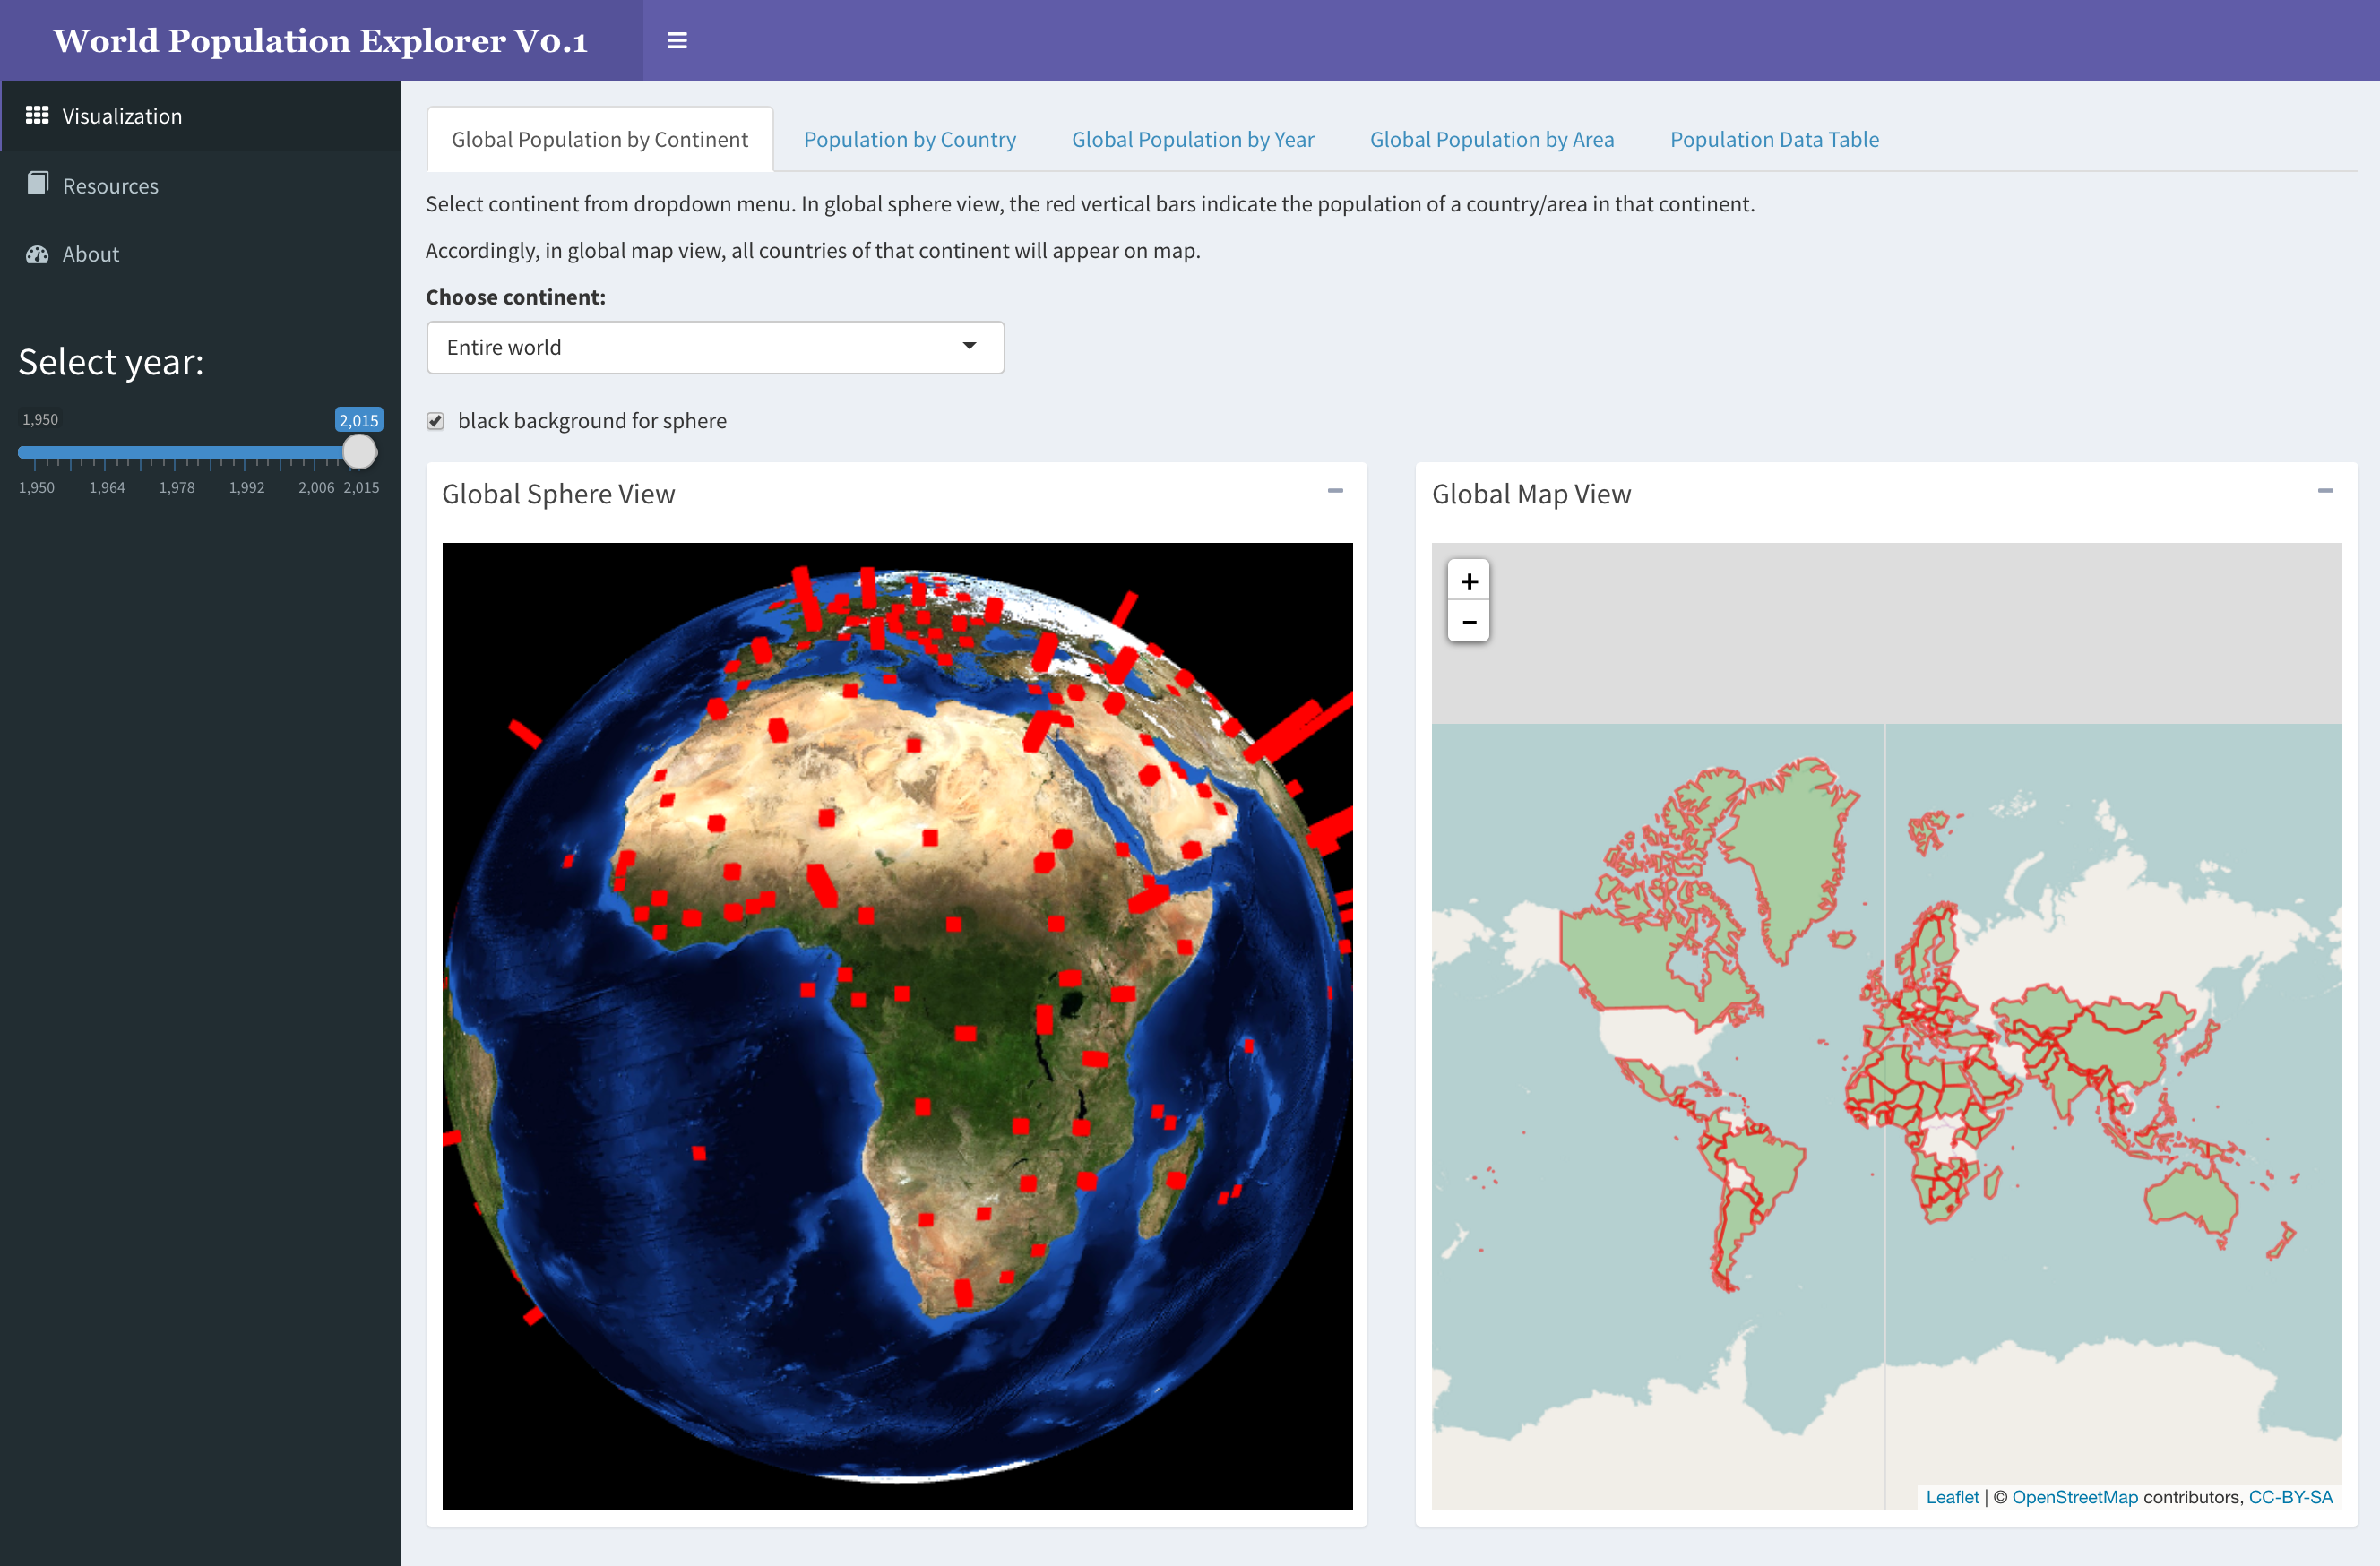 World Population Explorer V0.1
Visualization
Resources
About
Select year:
1,950
2,015
1,950 1,964 1,978 1,992 2,006 2,015
Global Population by Continent
Population by Country
Global Population by Year
Global Population by Area
Population Data Table
Select continent from dropdown menu. In global sphere view, the red vertical bars indicate the population of a country/area in that continent.
Accordingly, in global map view, all countries of that continent will appear on map.
Choose continent:
Entire world
black background for sphere
Global Sphere View
Global Map View
+
−
Leaflet | © OpenStreetMap contributors, CC-BY-SA